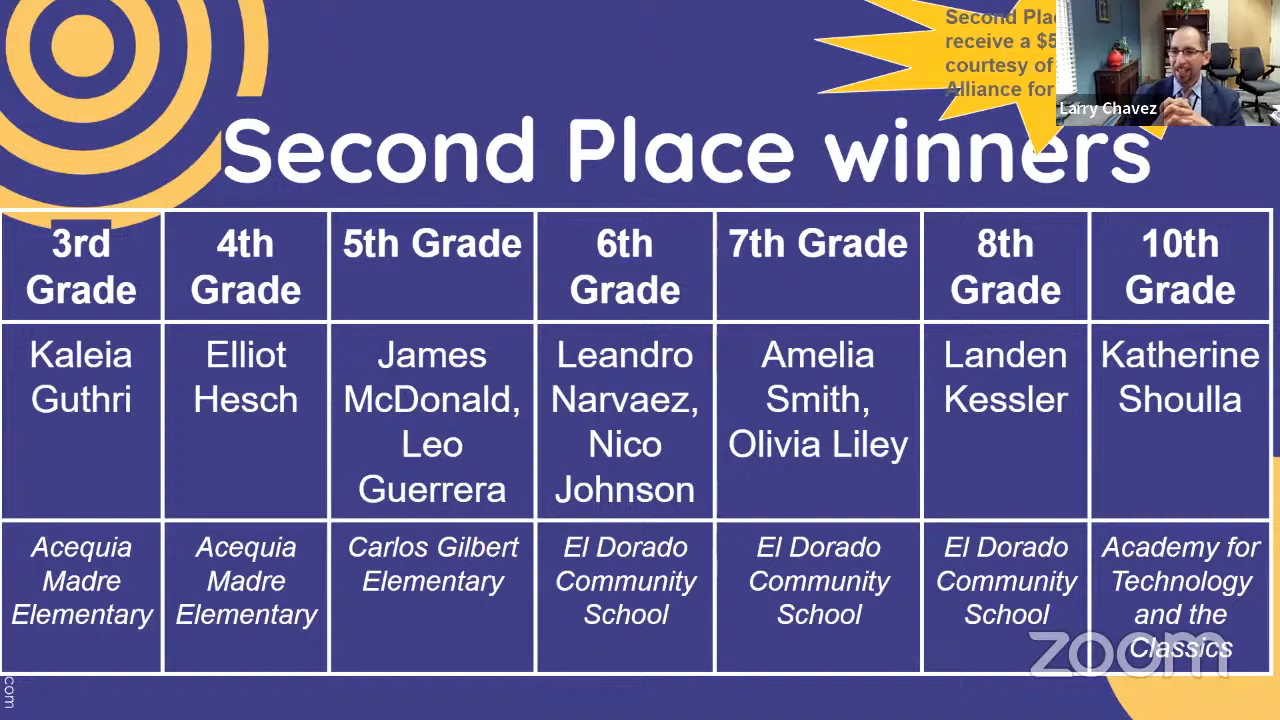 Second Pla
receive a $5
courtesy of
Alliance for
Larry Chavez
Second Place winners
3rd
Grade
4th
Grade
5th Grade
6th
Grade
7th Grade
8th
Grade
10th
Grade
Kaleia
Guthri
Elliot
Hesch
James
McDonald,
Leo
Guerrera
Leandro
Narvaez,
Nico
Johnson
Amelia
Smith,
Olivia Liley
Landen
Kessler
Katherine
Shoulla
Acequia
Madre
Elementary
Acequia
Madre
Elementary
Carlos Gilbert
Elementary
El Dorado
Community
School
El Dorado
Community
School
El Dorado
Community
School
Academy for
Technology
and the
Classics
zoom
com